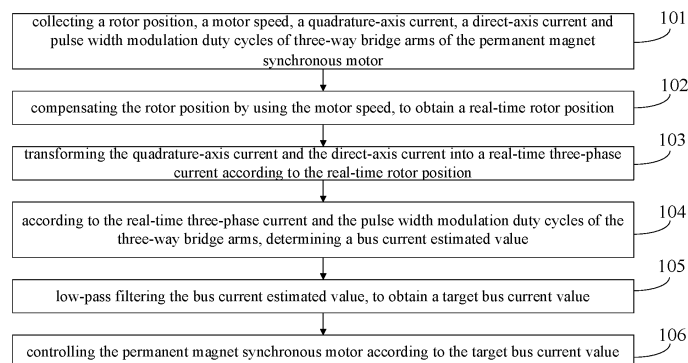 collecting a rotor position, a motor speed, a quadrature-axis current, a direct-axis current and
pulse width modulation duty cycles of three-way bridge arms of the permanent magnet
synchronous motor
101
compensating the rotor position by using the motor speed, to obtain a real-time rotor position
102
transforming the quadrature-axis current and the direct-axis current into a real-time three-phase
current according to the real-time rotor position
103
according to the real-time three-phase current and the pulse width modulation duty cycles of the
three-way bridge arms, determining a bus current estimated value
104
low-pass filtering the bus current estimated value, to obtain a target bus current value
105
controlling the permanent magnet synchronous motor according to the target bus current value
106